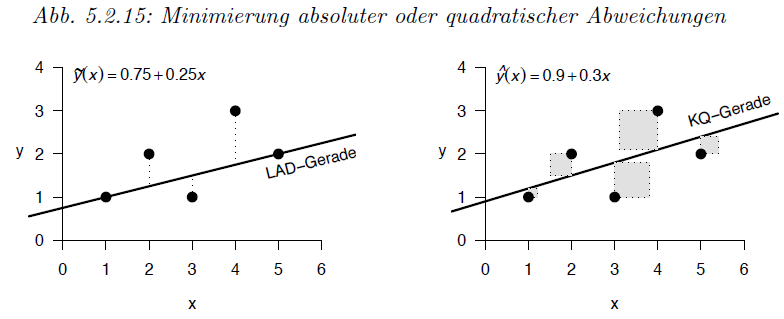 Abb. 5.2.15: Minimierung absoluter oder quadratischer Abweichungen
ỹ(x) = 0.75 + 0.25x
4
3
y 2
1
0
LAD−Gerade
0 1 2 3 4 5 6
x
ŷ(x) = 0.9 + 0.3x
4
3
y 2
1
0
KQ−Gerade
0 1 2 3 4 5 6
x